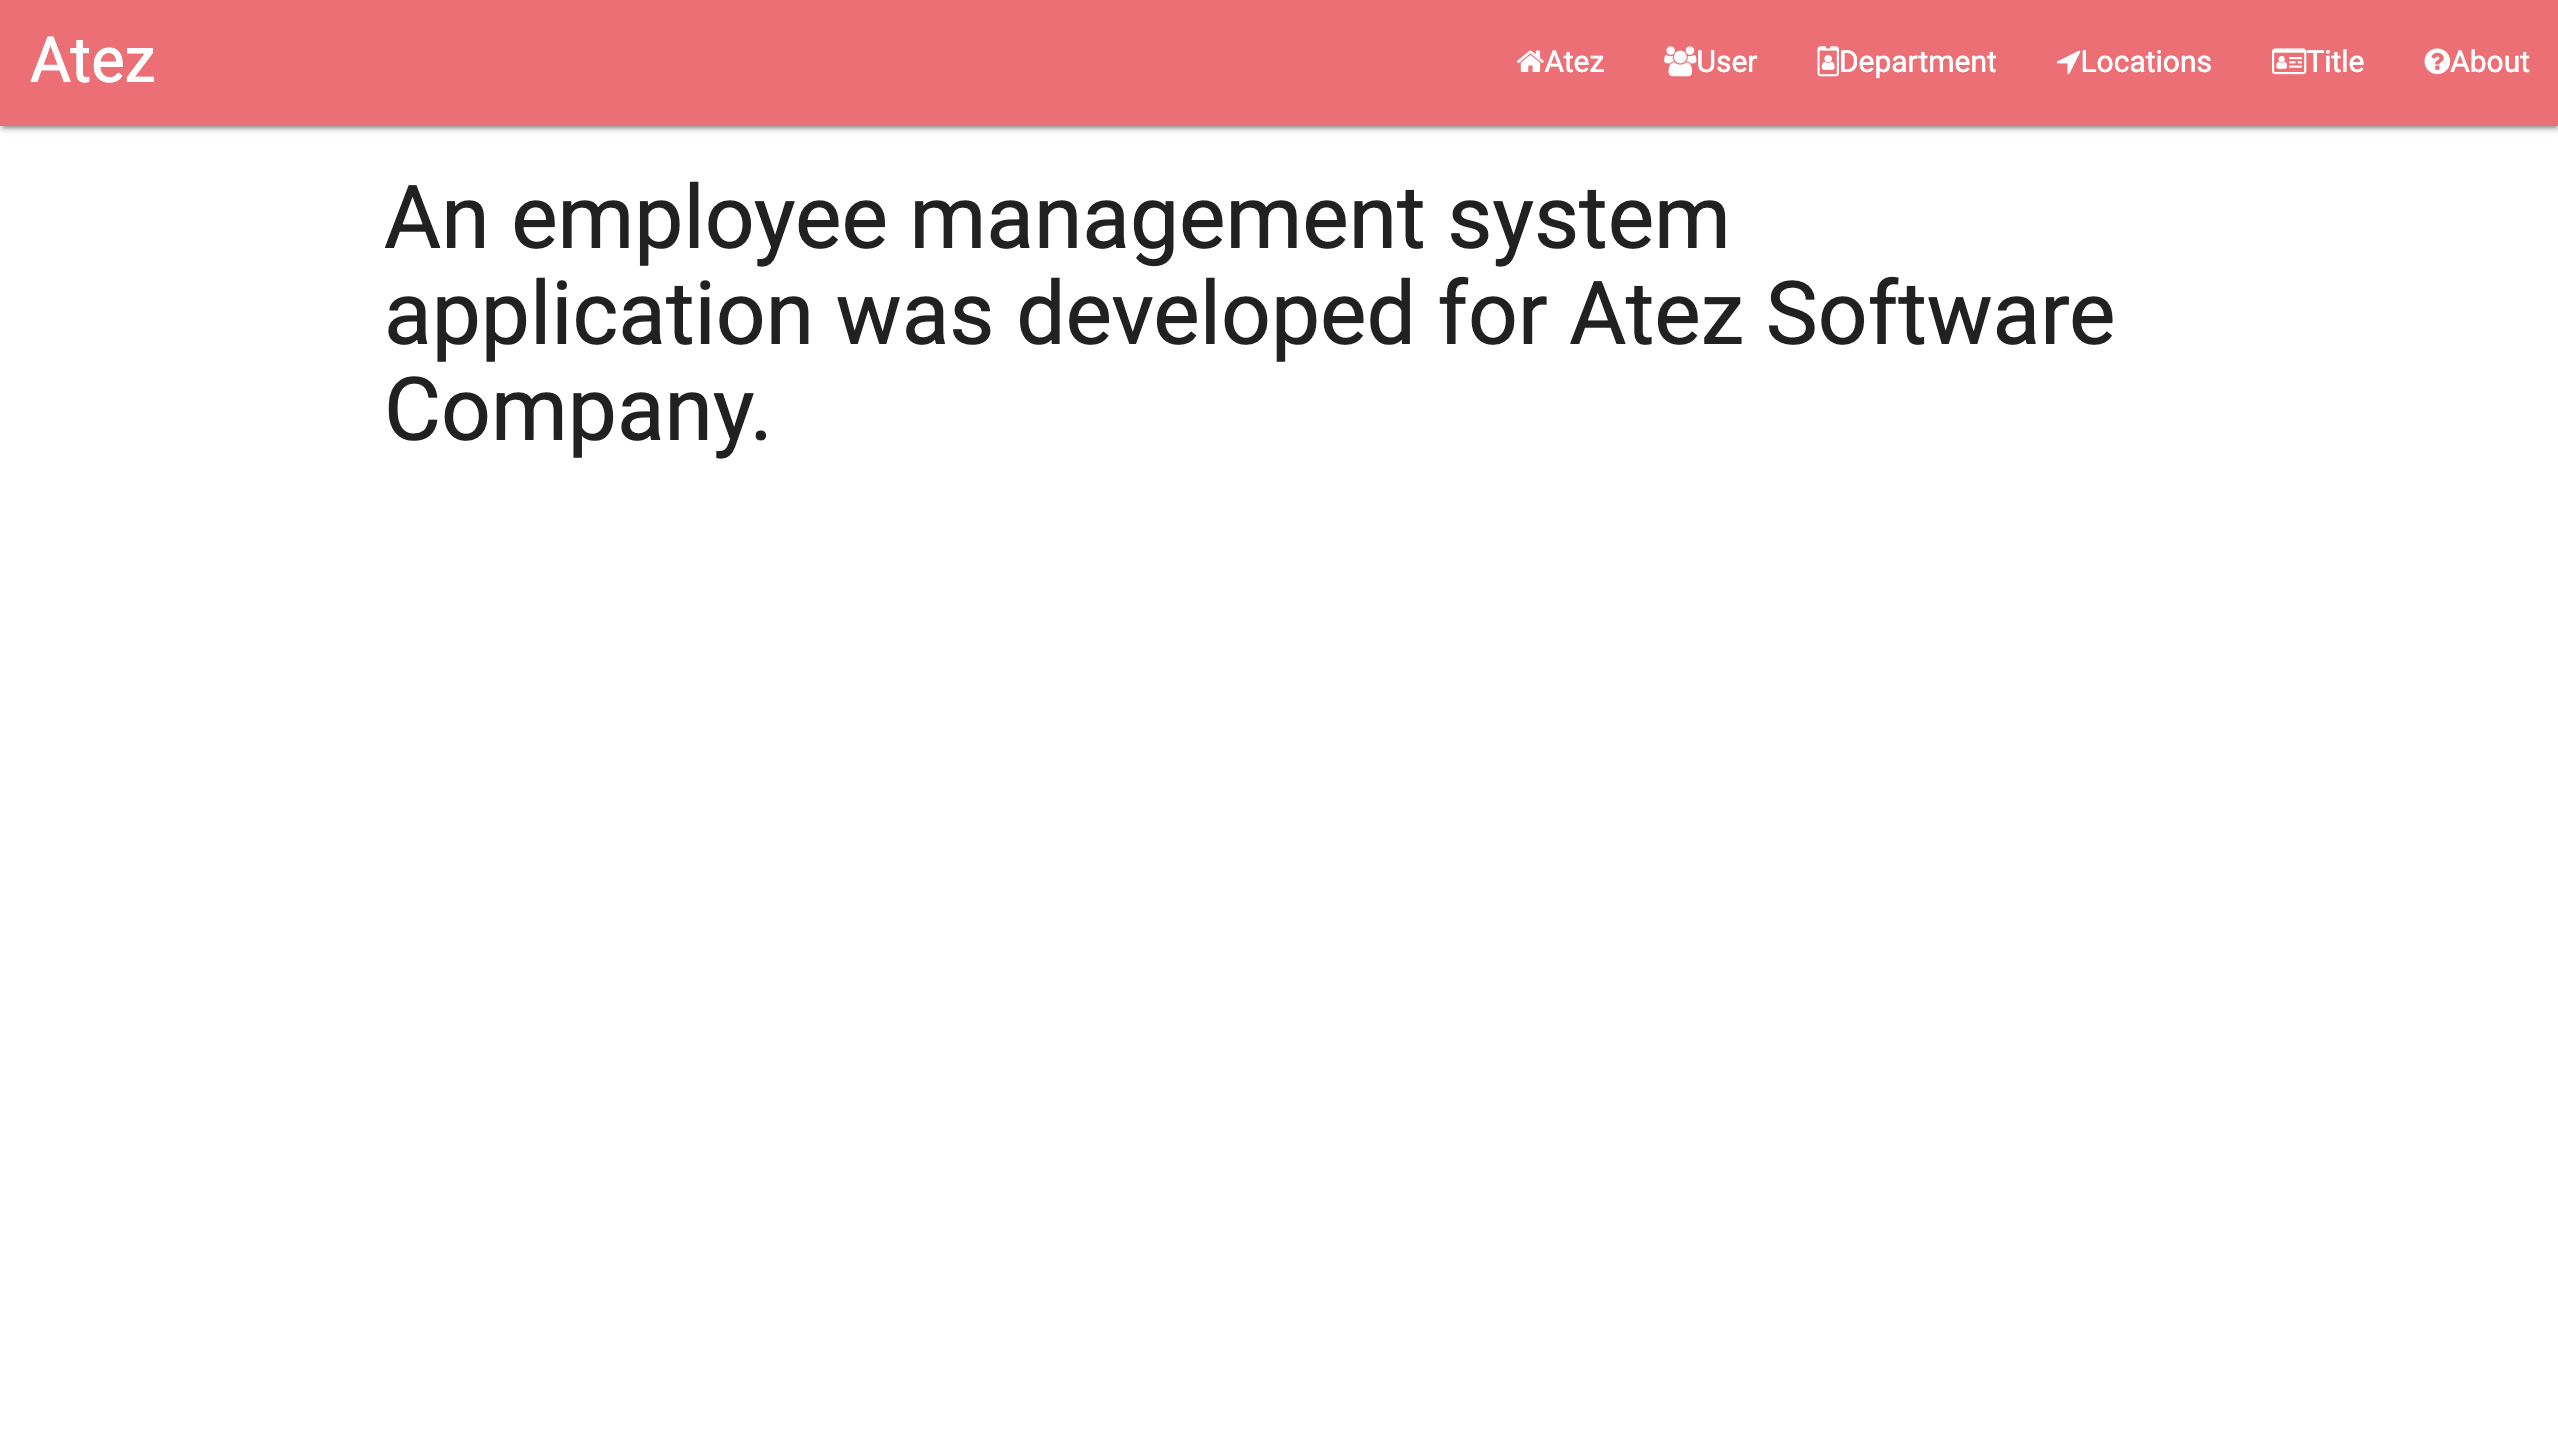 Atez
Atez User Department Locations Title About
An employee management system
application was developed for Atez Software
Company.